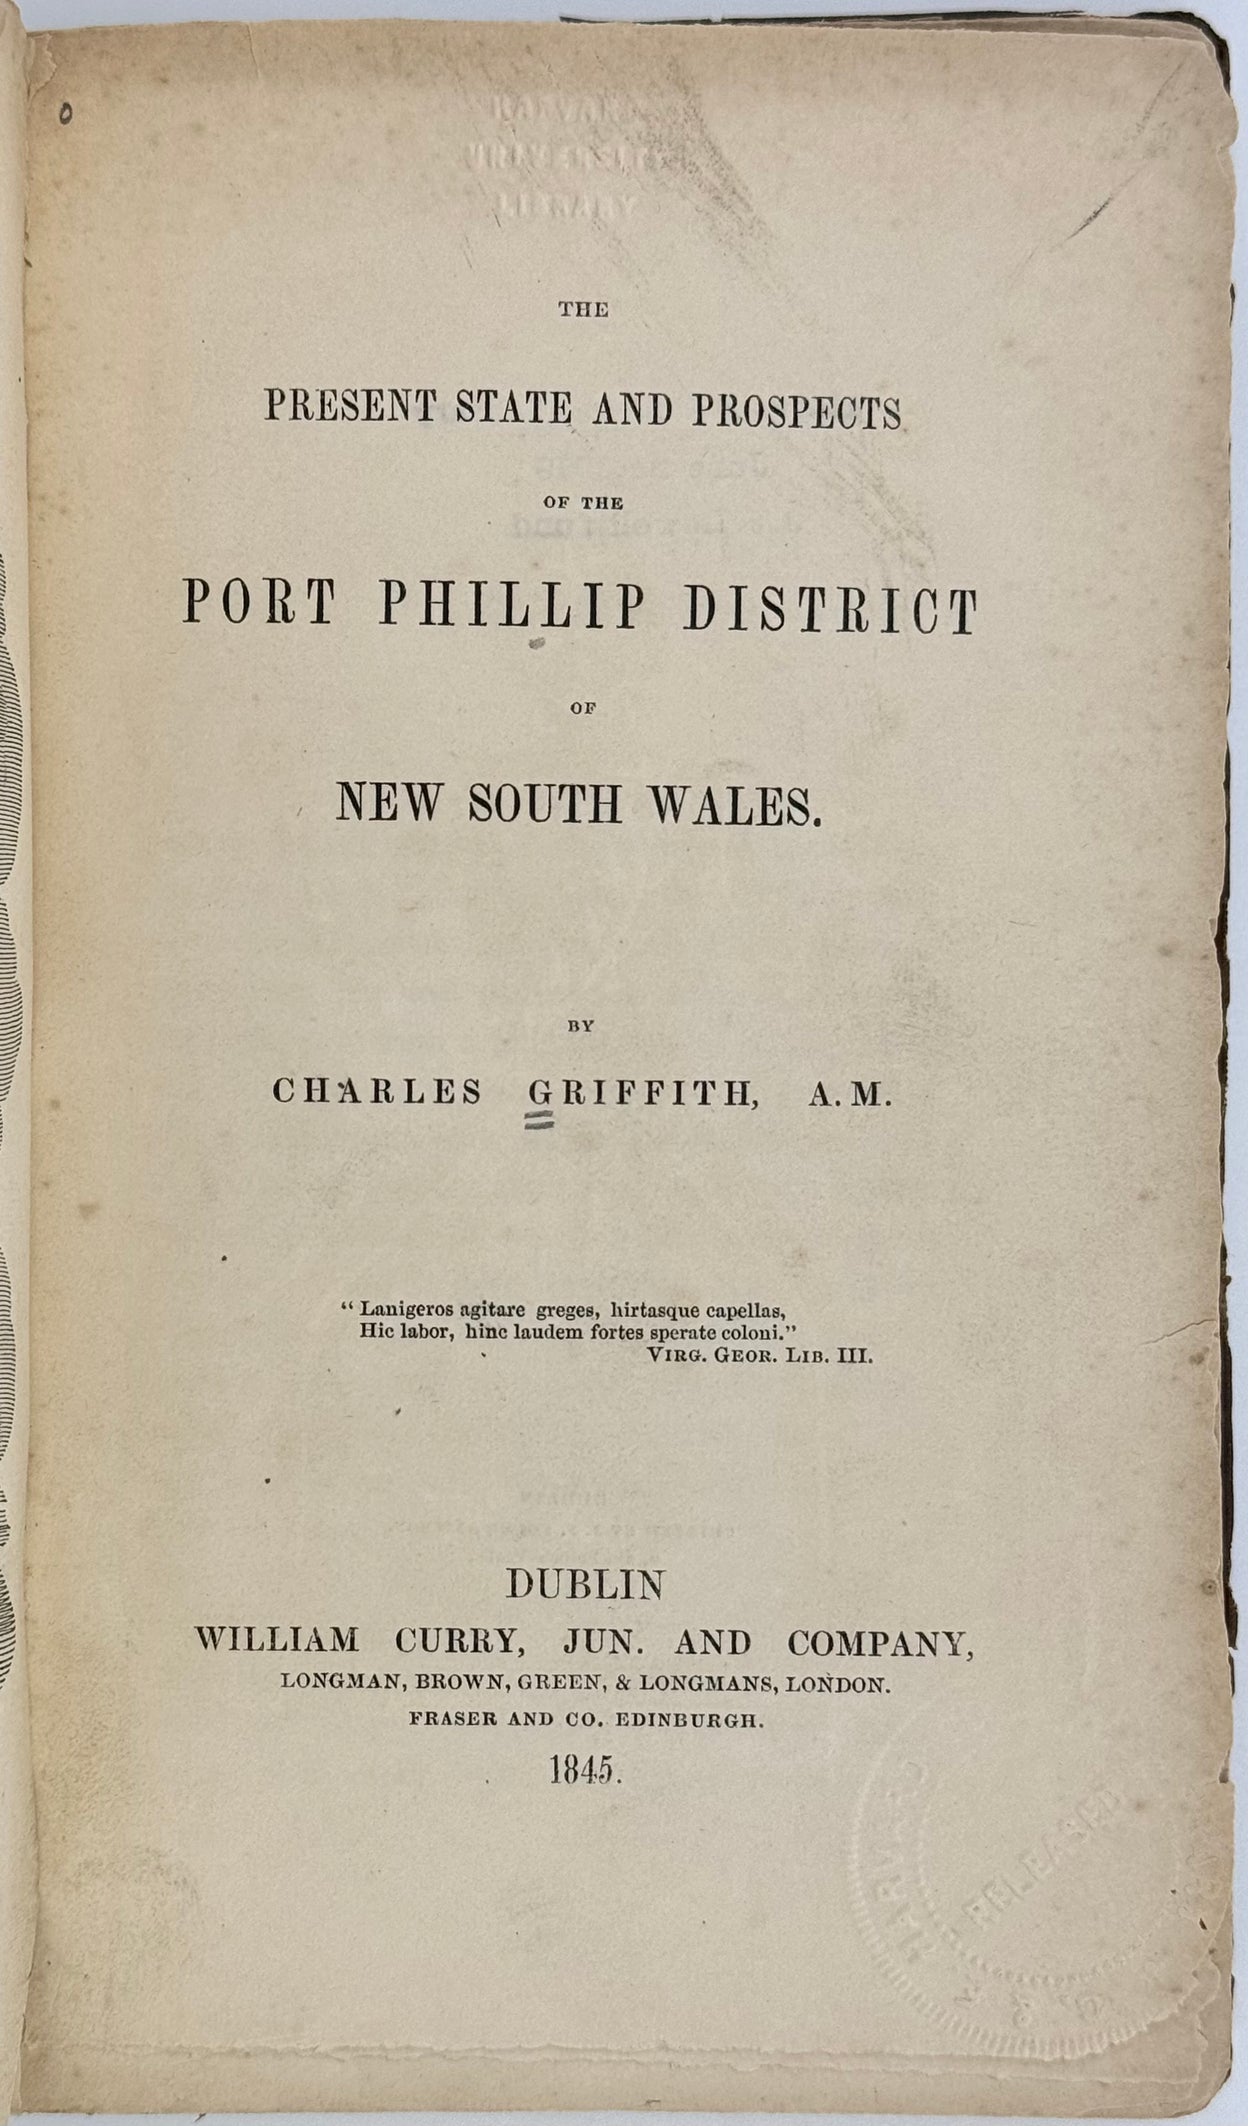 THE
PRESENT STATE AND PROSPECTS
OF THE
PORT PHILLIP DISTRICT
OF
NEW SOUTH WALES.
BY
CHARLES GRIFFITH, A.M.
“Lanigeros agitare greges, hirtasque capellas,
Hic labor, hinc laudem fortes sperate coloni.”
VIRG. GEOR. LIB. III.
DUBLIN
WILLIAM CURRY, JUN. AND COMPANY,
LONGMAN, BROWN, GREEN, & LONGMANS, LONDON.
FRASER AND CO. EDINBURGH.
1845.
RELEASED